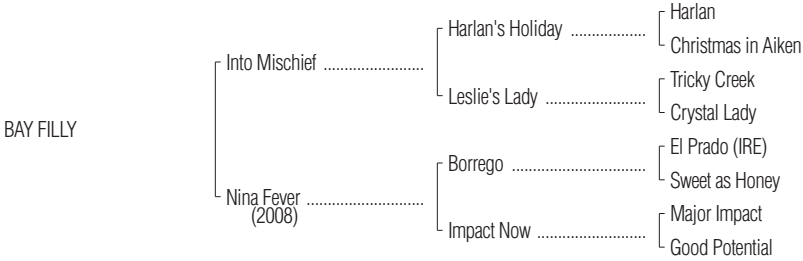 Harlan
Harlan's Holiday ....................
Christmas in Aiken
Into Mischief ..........................
Tricky Creek
Leslie's Lady ...........................
Crystal Lady
BAY FILLY
El Prado (IRE)
Borrego ....................................
Sweet as Honey
Nina Fever ..............................
(2008)
Major Impact
Impact Now .............................
Good Potential